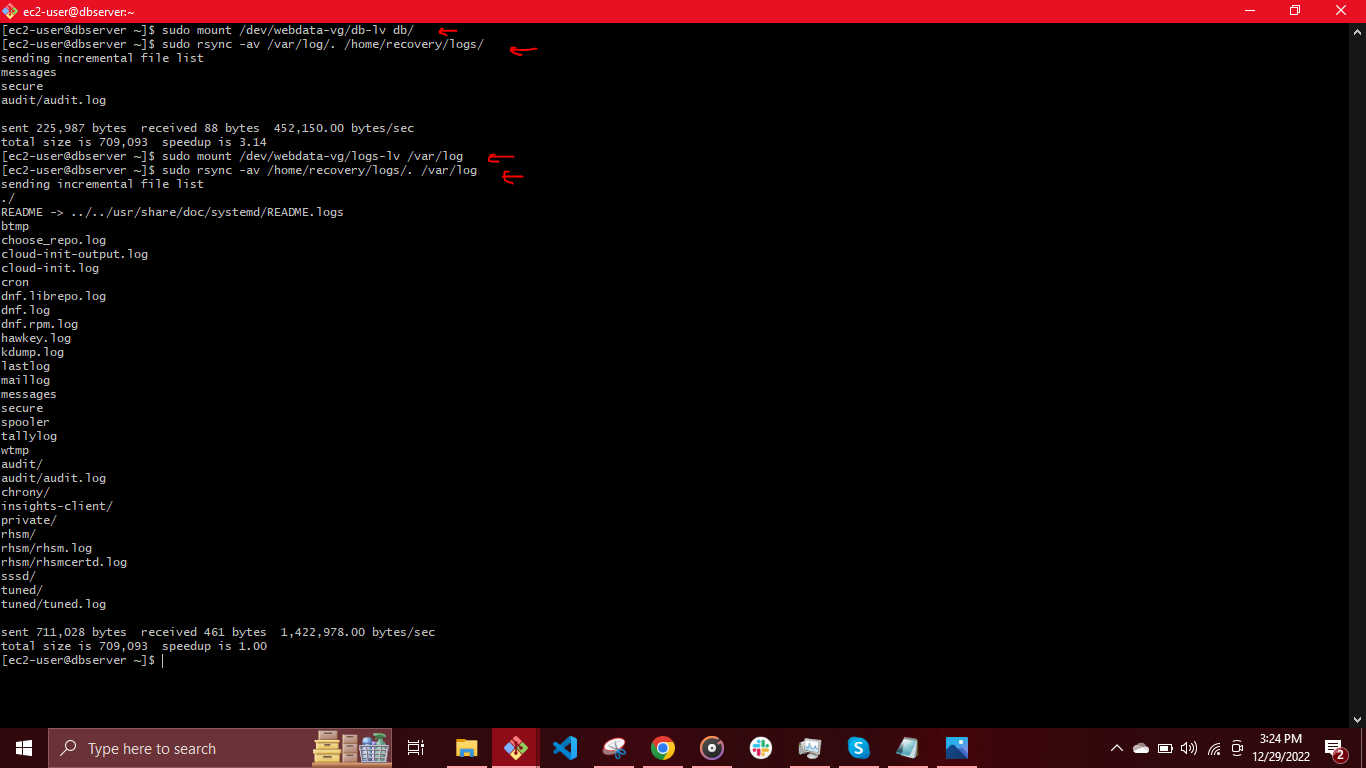 ec2-user@dbserver:~
[ec2-user@dbserver ~]$ sudo mount /dev/webdata-vg/db-lv db/
[ec2-user@dbserver ~]$ sudo rsync -av /var/log/. /home/recovery/logs/
sending incremental file list
messages
secure
audit/audit.log
sent 225,987 bytes  received 88 bytes  452,150.00 bytes/sec
total size is 709,093  speedup is 3.14
[ec2-user@dbserver ~]$ sudo mount /dev/webdata-vg/logs-lv /var/log
[ec2-user@dbserver ~]$ sudo rsync -av /home/recovery/logs/. /var/log
sending incremental file list
./
README -> ../../usr/share/doc/systemd/README.logs
btmp
choose_repo.log
cloud-init-output.log
cloud-init.log
cron
dnf.librepo.log
dnf.log
dnf.rpm.log
hawkey.log
kdump.log
lastlog
maillog
messages
secure
spooler
tallylog
wtmp
audit/
audit/audit.log
chrony/
insights-client/
private/
rhsm/
rhsm/rhsm.log
rhsm/rhsmcertd.log
sssd/
tuned/
tuned/tuned.log
sent 711,028 bytes  received 461 bytes  1,422,978.00 bytes/sec
total size is 709,093  speedup is 1.00
[ec2-user@dbserver ~]$
Type here to search
3:24 PM
12/29/2022
2